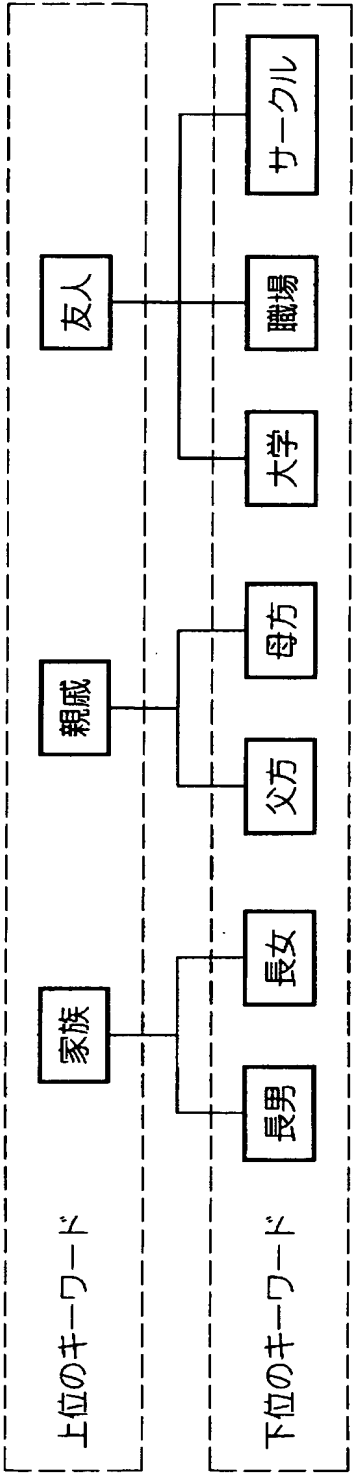 上位のキーワード
家族
親戚
友人
下位のキーワード
長男
長女
父方
母方
大学
職場
サークル